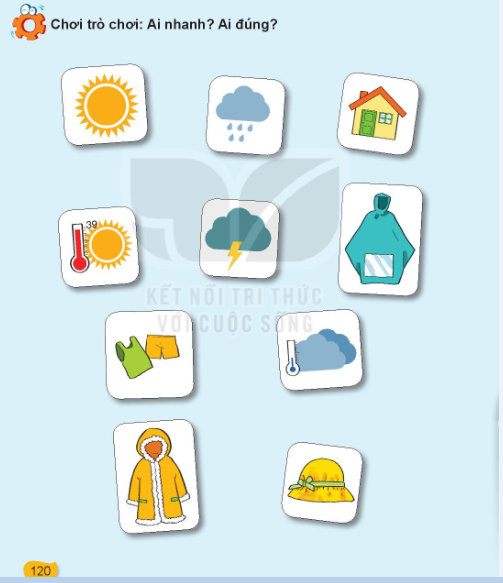 Chơi trò chơi: Ai nhanh? Ai đúng?
39
KẾT NỐI TRI THỨC
VỚI CUỘC SỐNG
120